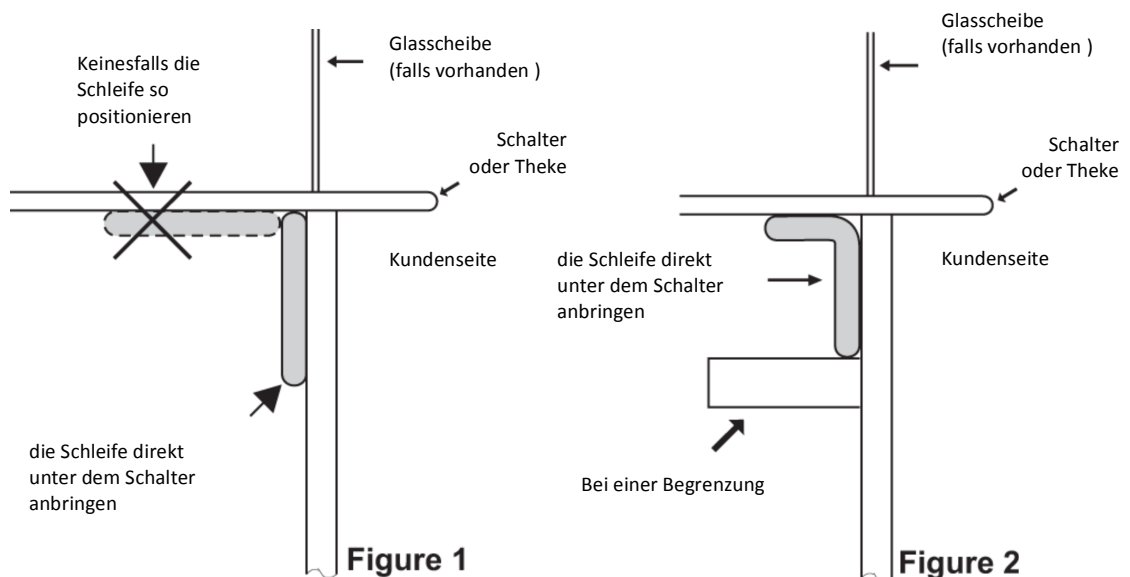 Keinesfalls die
Schleife so
positionieren
Glasscheibe
(falls vorhanden )
Schalter
oder Theke
Kundenseite
die Schleife direkt
unter dem Schalter
anbringen
Figure 1
Glasscheibe
(falls vorhanden )
Schalter
oder Theke
Kundenseite
die Schleife direkt
unter dem Schalter
anbringen
Bei einer Begrenzung
Figure 2